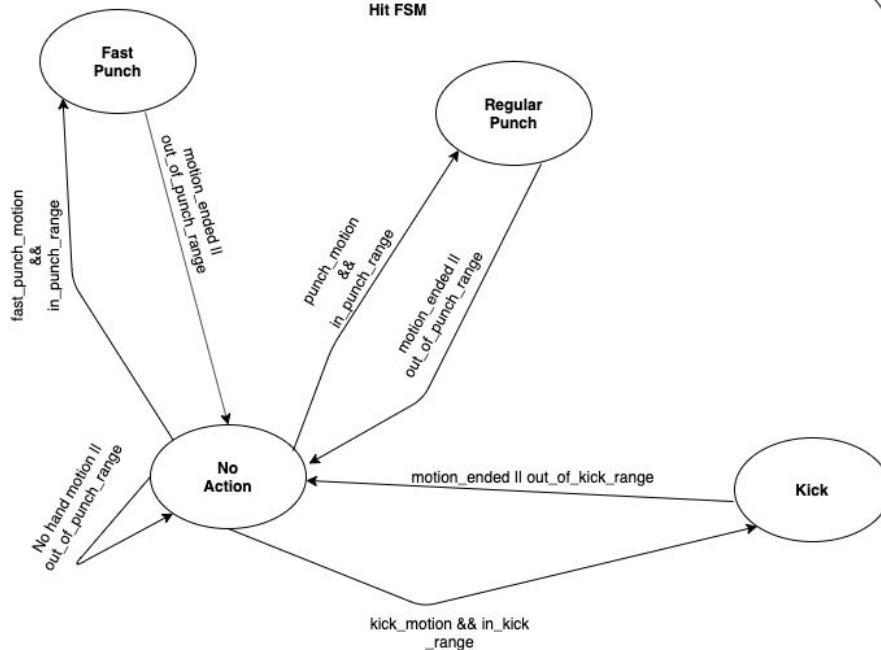 Hit FSM
Fast
Punch
Regular
Punch
motion_ended ||
out_of_punch_range
fast_punch_motion
&&
in_punch_range
punch_motion
&&
in_punch_range
motion_ended ||
out_of_punch_range
No hand motion ||
out_of_punch_range
No
Action
motion_ended || out_of_kick_range
Kick
kick_motion && in_kick
_range